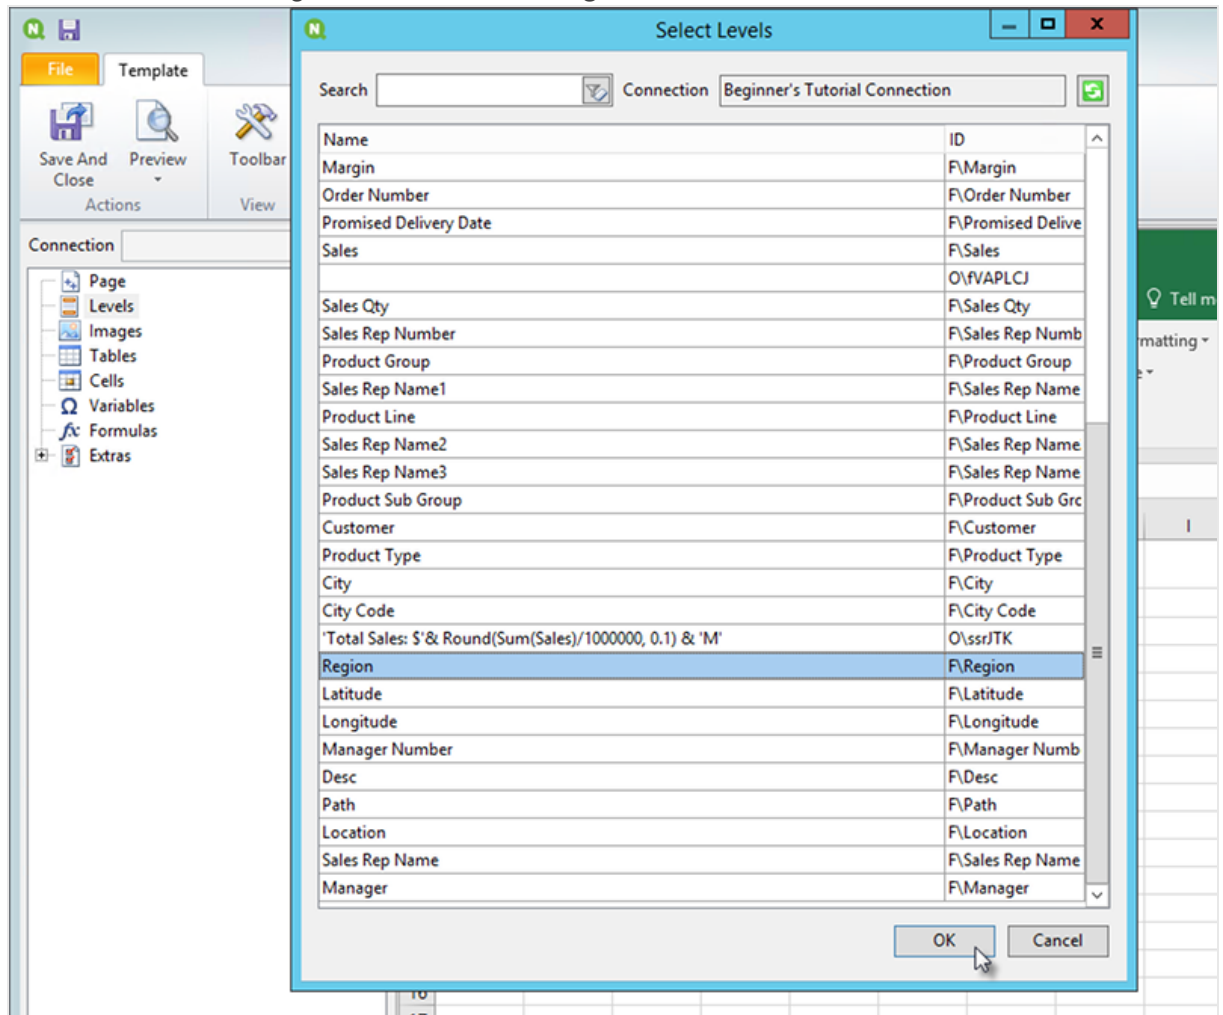 Select Levels
File
Template
Search
Connection
Beginner's Tutorial Connection
Save And Close
Preview
Toolbar
Actions
View
Connection
Page
Levels
Images
Tables
Cells
Variables
fx Formulas
Extras
Name ID
Margin F\Margin
Order Number F\Order Number
Promised Delivery Date F\Promised Delive
Sales F\Sales
O\fVAPLCJ
Sales Qty F\Sales Qty
Sales Rep Number F\Sales Rep Numb
Product Group F\Product Group
Sales Rep Name1 F\Sales Rep Name
Product Line F\Product Line
Sales Rep Name2 F\Sales Rep Name
Sales Rep Name3 F\Sales Rep Name
Product Sub Group F\Product Sub Grc
Customer F\Customer
Product Type F\Product Type
City F\City
City Code F\City Code
'Total Sales: $'& Round(Sum(Sales)/1000000, 0.1) & 'M' O\ssrJTK
Region F\Region
Latitude F\Latitude
Longitude F\Longitude
Manager Number F\Manager Numb
Desc F\Desc
Path F\Path
Location F\Location
Sales Rep Name F\Sales Rep Name
Manager F\Manager
OK
Cancel
Tell m
matting
I
16